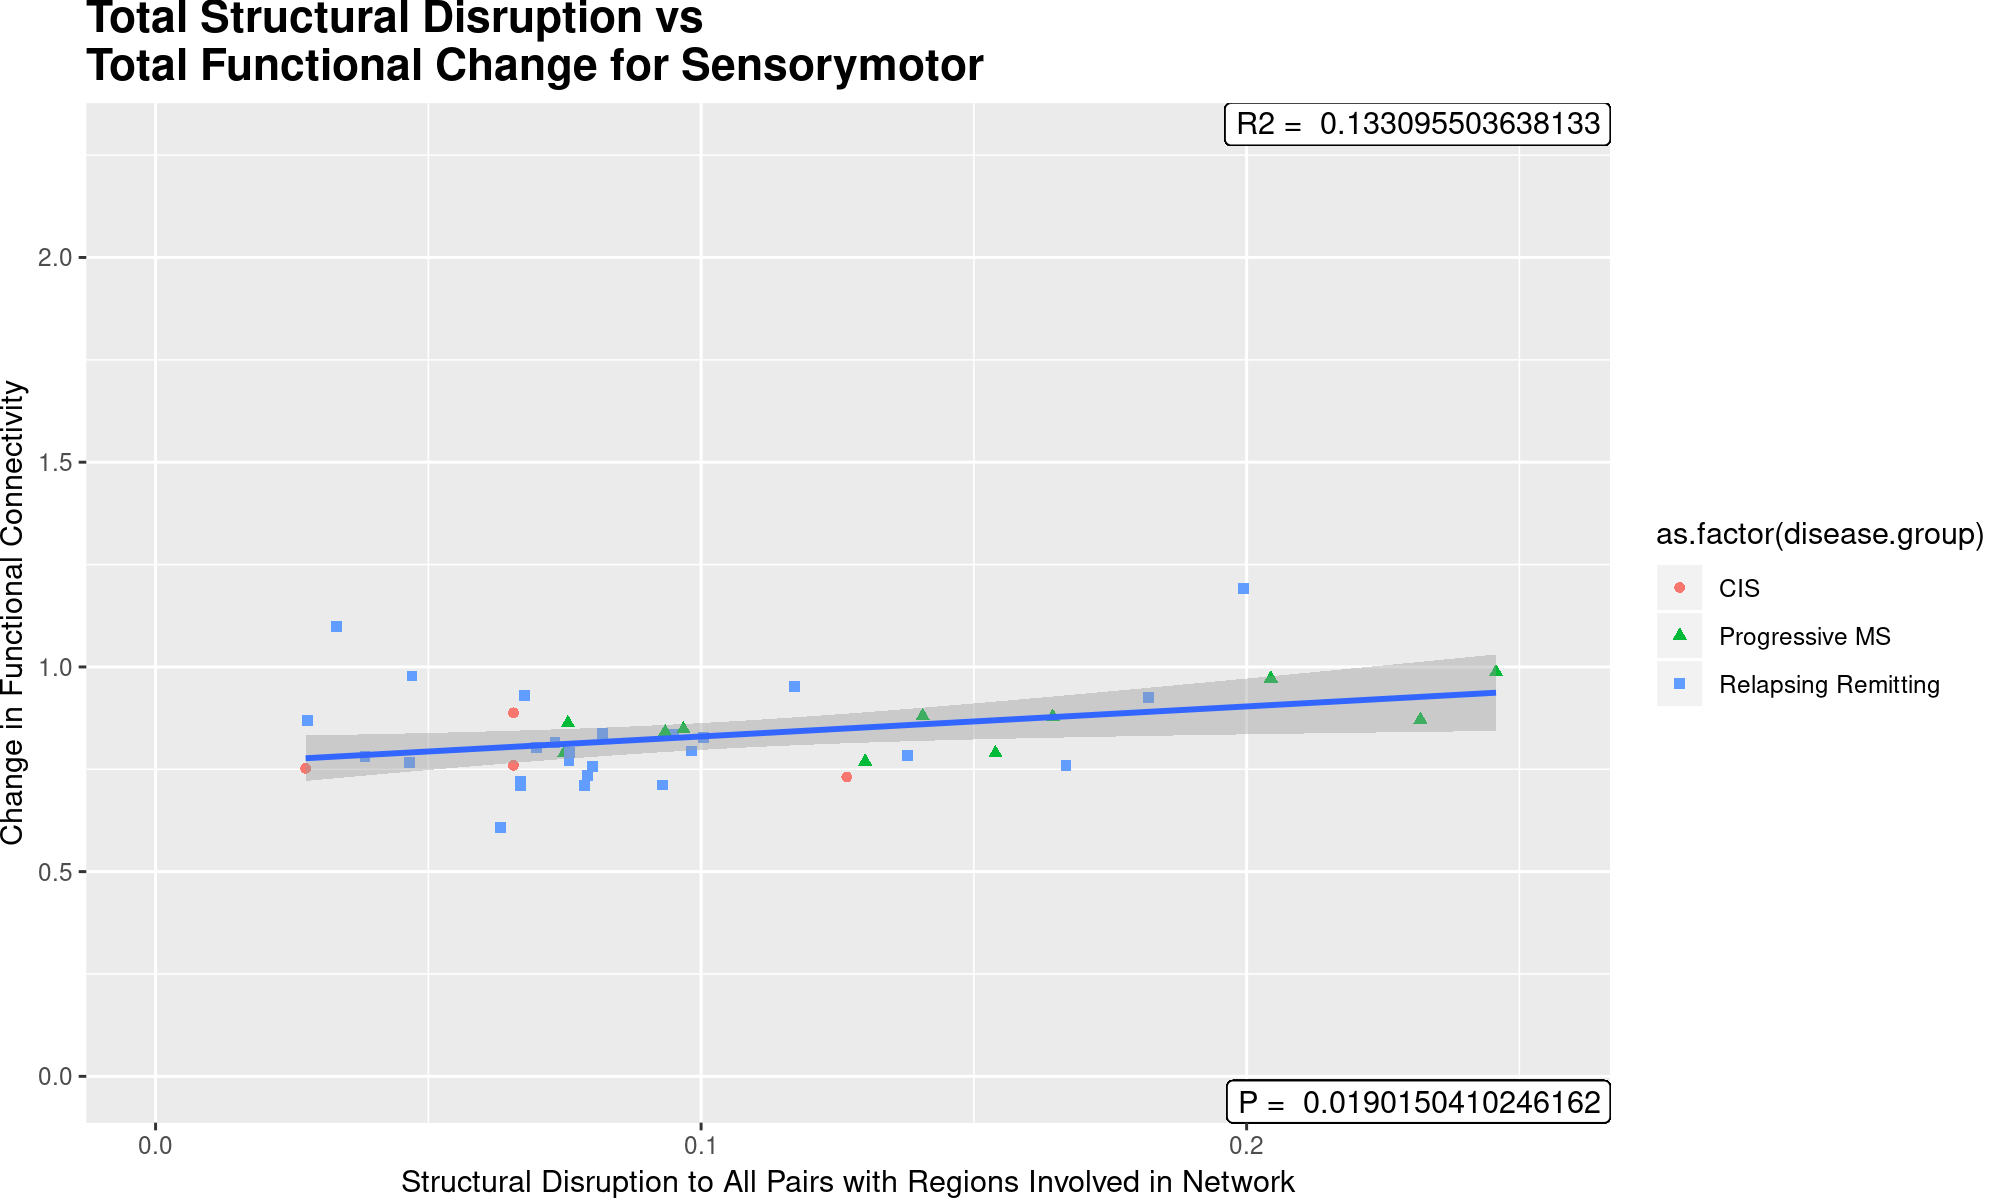 Total Structural Disruption vs
Total Functional Change for Sensorymotor
R2 =  0.133095503638133
2.0
1.5
1.0
0.5
0.0
Change in Functional Connectivity
P =  0.0190150410246162
0.0
0.1
0.2
Structural Disruption to All Pairs with Regions Involved in Network
as.factor(disease.group)
CIS
Progressive MS
Relapsing Remitting